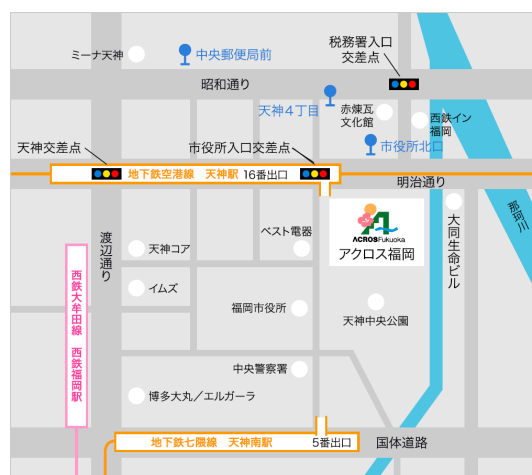 ミーナ天神
中央郵便局前
税務署入口
交差点
昭和通り
天神4丁目
赤煉瓦
文化館
西鉄イン
福岡
天神交差点
市役所入口交差点
市役所北口
地下鉄空港線 天神駅 16番出口
明治通り
那珂川
渡辺通り
ベスト電器
ACROS Fukuoka
アクロス福岡
大同生命ビル
天神コア
西鉄大牟田線 西鉄福岡駅
イムズ
福岡市役所
天神中央公園
中央警察署
博多大丸/エルガーラ
地下鉄七隈線 天神南駅 5番出口
国体道路